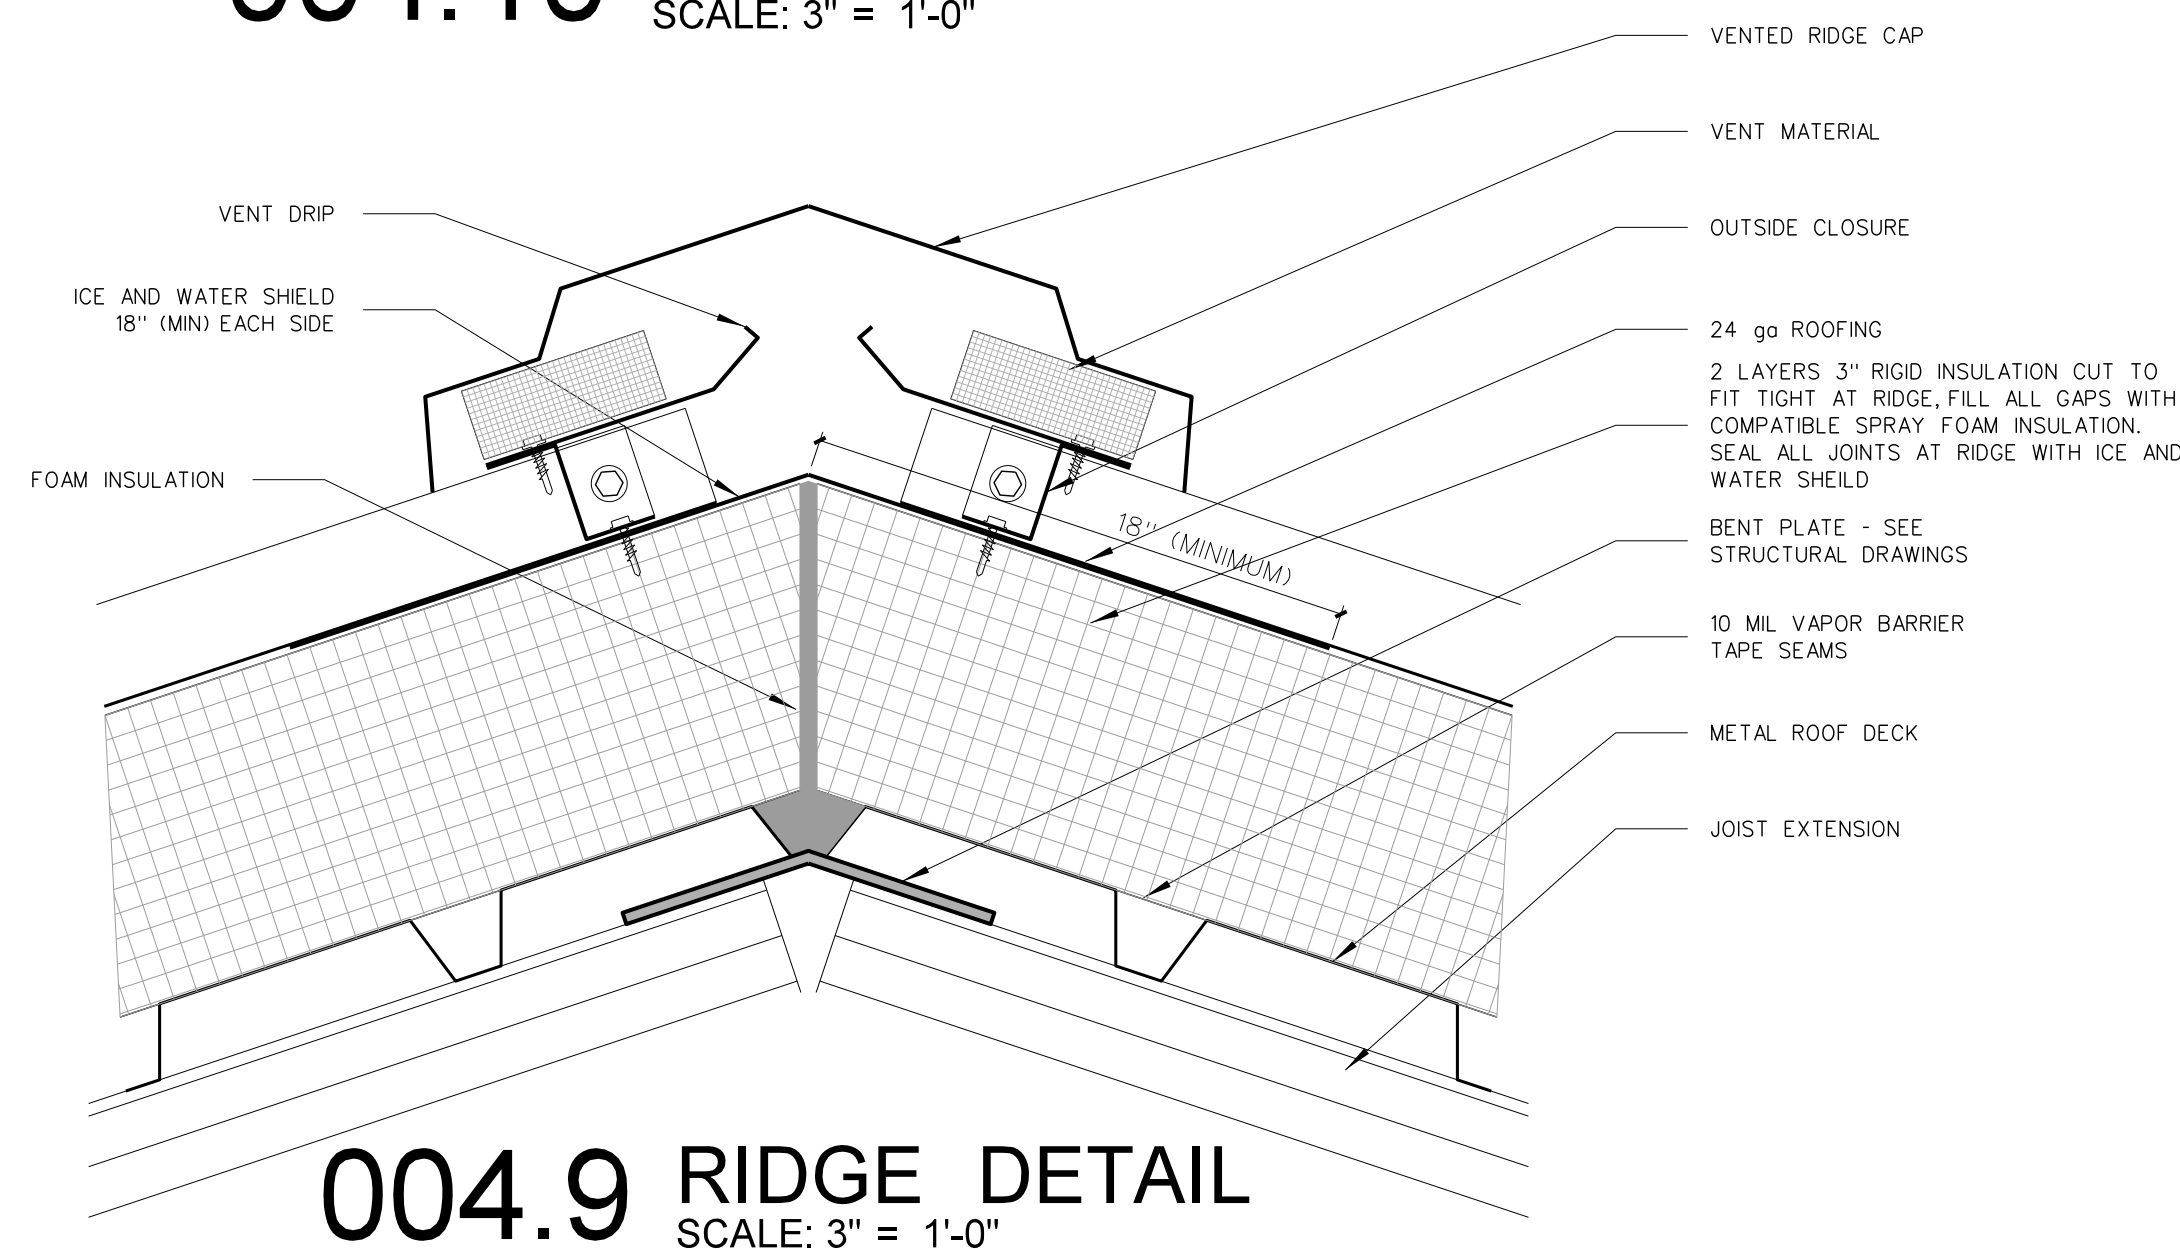 SCALE: 3" = 1'-0"
VENTED RIDGE CAP
VENT MATERIAL
VENT DRIP
OUTSIDE CLOSURE
ICE AND WATER SHIELD
18" (MIN) EACH SIDE
24 ga ROOFING
2 LAYERS 3" RIGID INSULATION CUT TO
FIT TIGHT AT RIDGE, FILL ALL GAPS WITH
COMPATIBLE SPRAY FOAM INSULATION.
SEAL ALL JOINTS AT RIDGE WITH ICE AND
WATER SHEILD
FOAM INSULATION
18" (MINIMUM)
BENT PLATE - SEE
STRUCTURAL DRAWINGS
10 MIL VAPOR BARRIER
TAPE SEAMS
METAL ROOF DECK
JOIST EXTENSION
004.9 RIDGE DETAIL
SCALE: 3" = 1'-0"